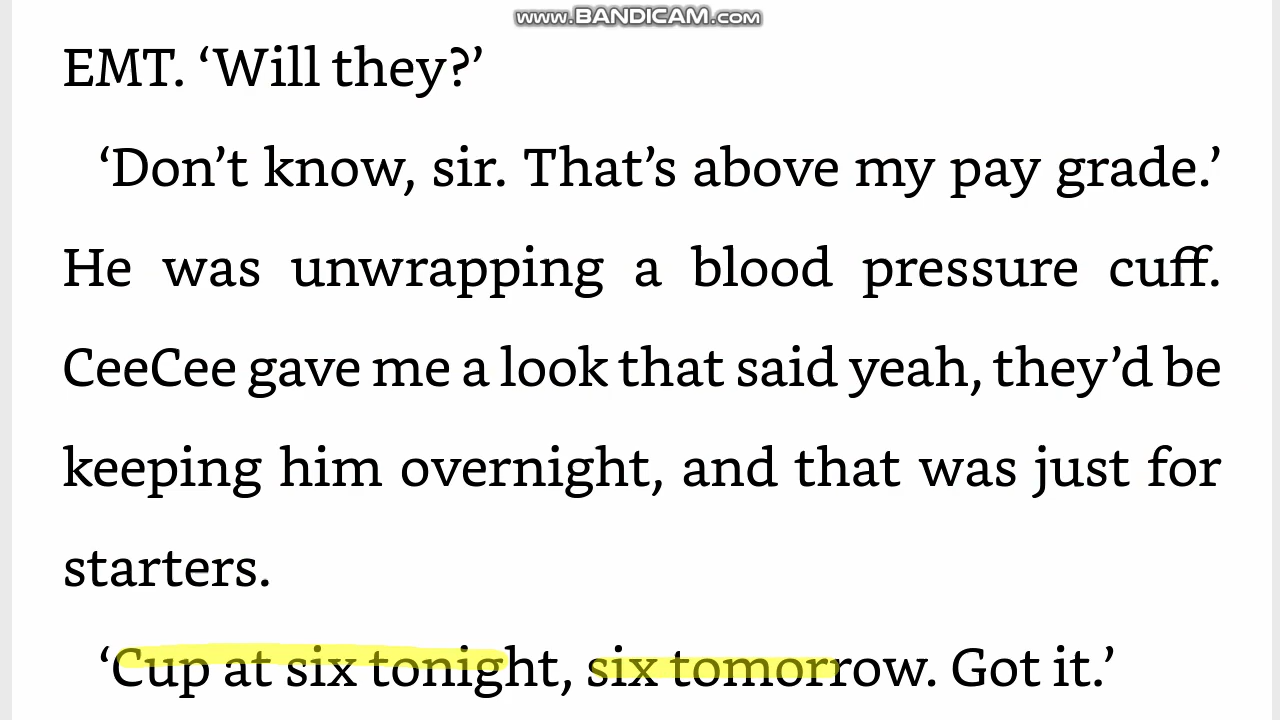 www.BANDICAM.com
EMT. ‘Will they?’
‘Don’t know, sir. That’s above my pay grade.’
He was unwrapping a blood pressure cuff.
CeeCee gave me a look that said yeah, they’d be
keeping him overnight, and that was just for
starters.
‘Cup at six tonight, six tomorrow. Got it.’